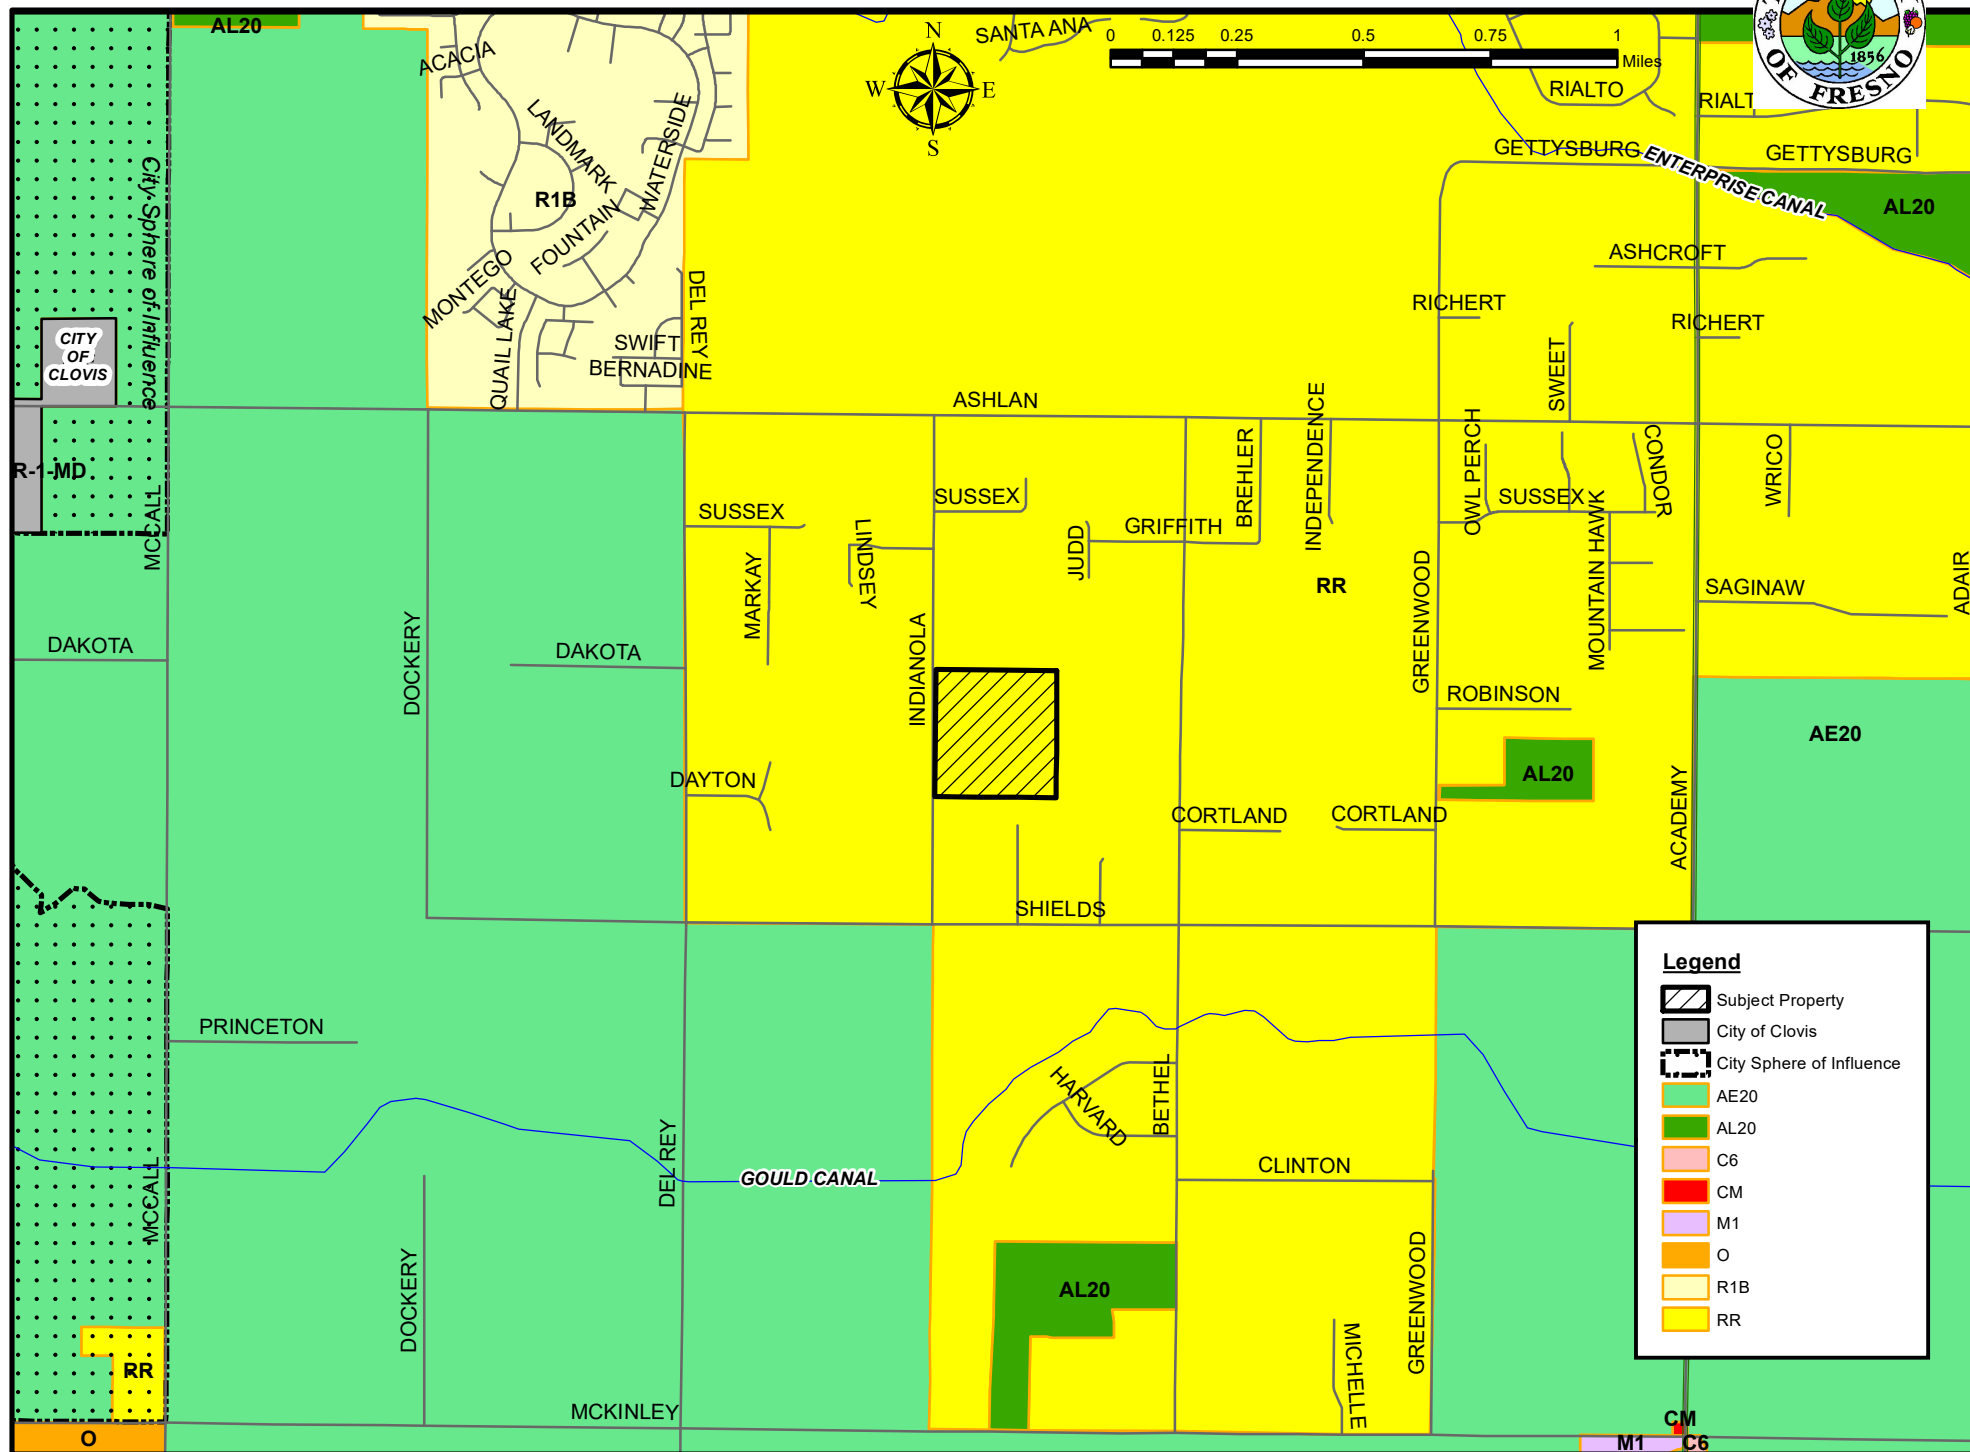 AL20
ACACIA
LANDMARK
WATERSIDE
R1B
FOUNTAIN
MONTEGO
QUAIL LAKE
SWIFT
BERNADINE
DEL REY
City Sphere of Influence
CITY
OF
CLOVIS
R-1-MD
MCCALL
N
W
E
S
SANTA ANA
0
0.125
0.25
0.5
0.75
1
Miles
1856
OF FRESNO
RIALTO
GETTYSBURG
ENTERPRISE CANAL
GETTYSBURG
AL20
ASHCROFT
RICHERT
RICHERT
SWEET
ASHLAN
SUSSEX
LINDSEY
MARKAY
SUSSEX
JUDD
GRIFFITH
BREHLER
INDEPENDENCE
OWL PERCH
SUSSEX
CONDOR
MOUNTAIN HAWK
WRICO
SAGINAW
ADAIR
RR
GREENWOOD
DAKOTA
DOCKERY
DAKOTA
INDIANOLA
ROBINSON
AL20
AE20
DAYTON
CORTLAND
CORTLAND
ACADEMY
SHIELDS
PRINCETON
HARVARD
BETHEL
CLINTON
DEL REY
GOULD CANAL
MCCALL
DOCKERY
AL20
GREENWOOD
MICHELLE
RR
MCKINLEY
O
CM
M1
C6
Legend
Subject Property
City of Clovis
City Sphere of Influence
AE20
AL20
C6
CM
M1
O
R1B
RR